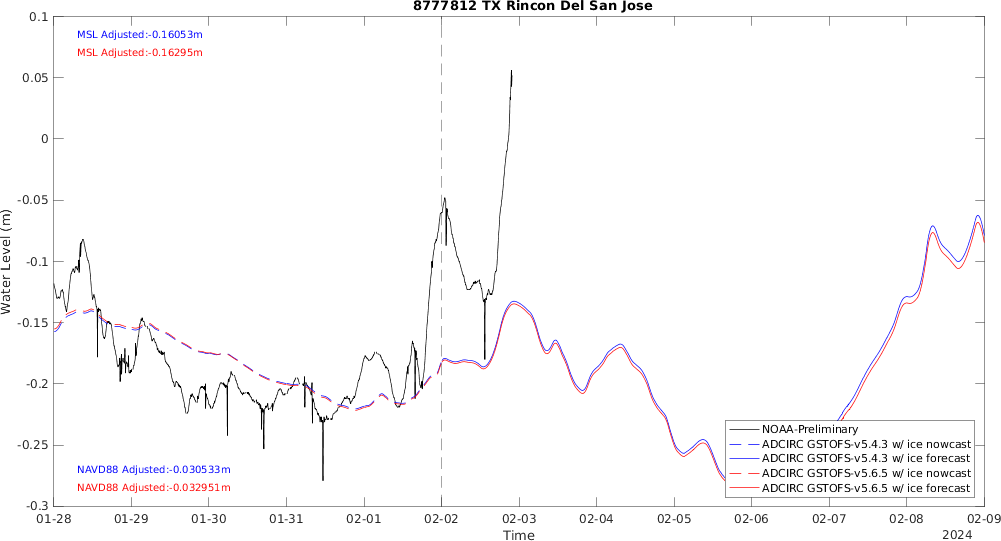 8777812 TX Rincon Del San Jose
MSL Adjusted:-0.16053m
MSL Adjusted:-0.16295m
0.1
0.05
0
-0.05
-0.1
-0.15
-0.2
-0.25
-0.3
Water Level (m)
NAVD88 Adjusted:-0.030533m
NAVD88 Adjusted:-0.032951m
NOAA-Preliminary
ADCIRC GSTOFS-v5.4.3 w/ ice nowcast
ADCIRC GSTOFS-v5.4.3 w/ ice forecast
ADCIRC GSTOFS-v5.6.5 w/ ice nowcast
ADCIRC GSTOFS-v5.6.5 w/ ice forecast
01-28 01-29 01-30 01-31 02-01 02-02 02-03 02-04 02-05 02-06 02-07 02-08 02-09
Time
2024